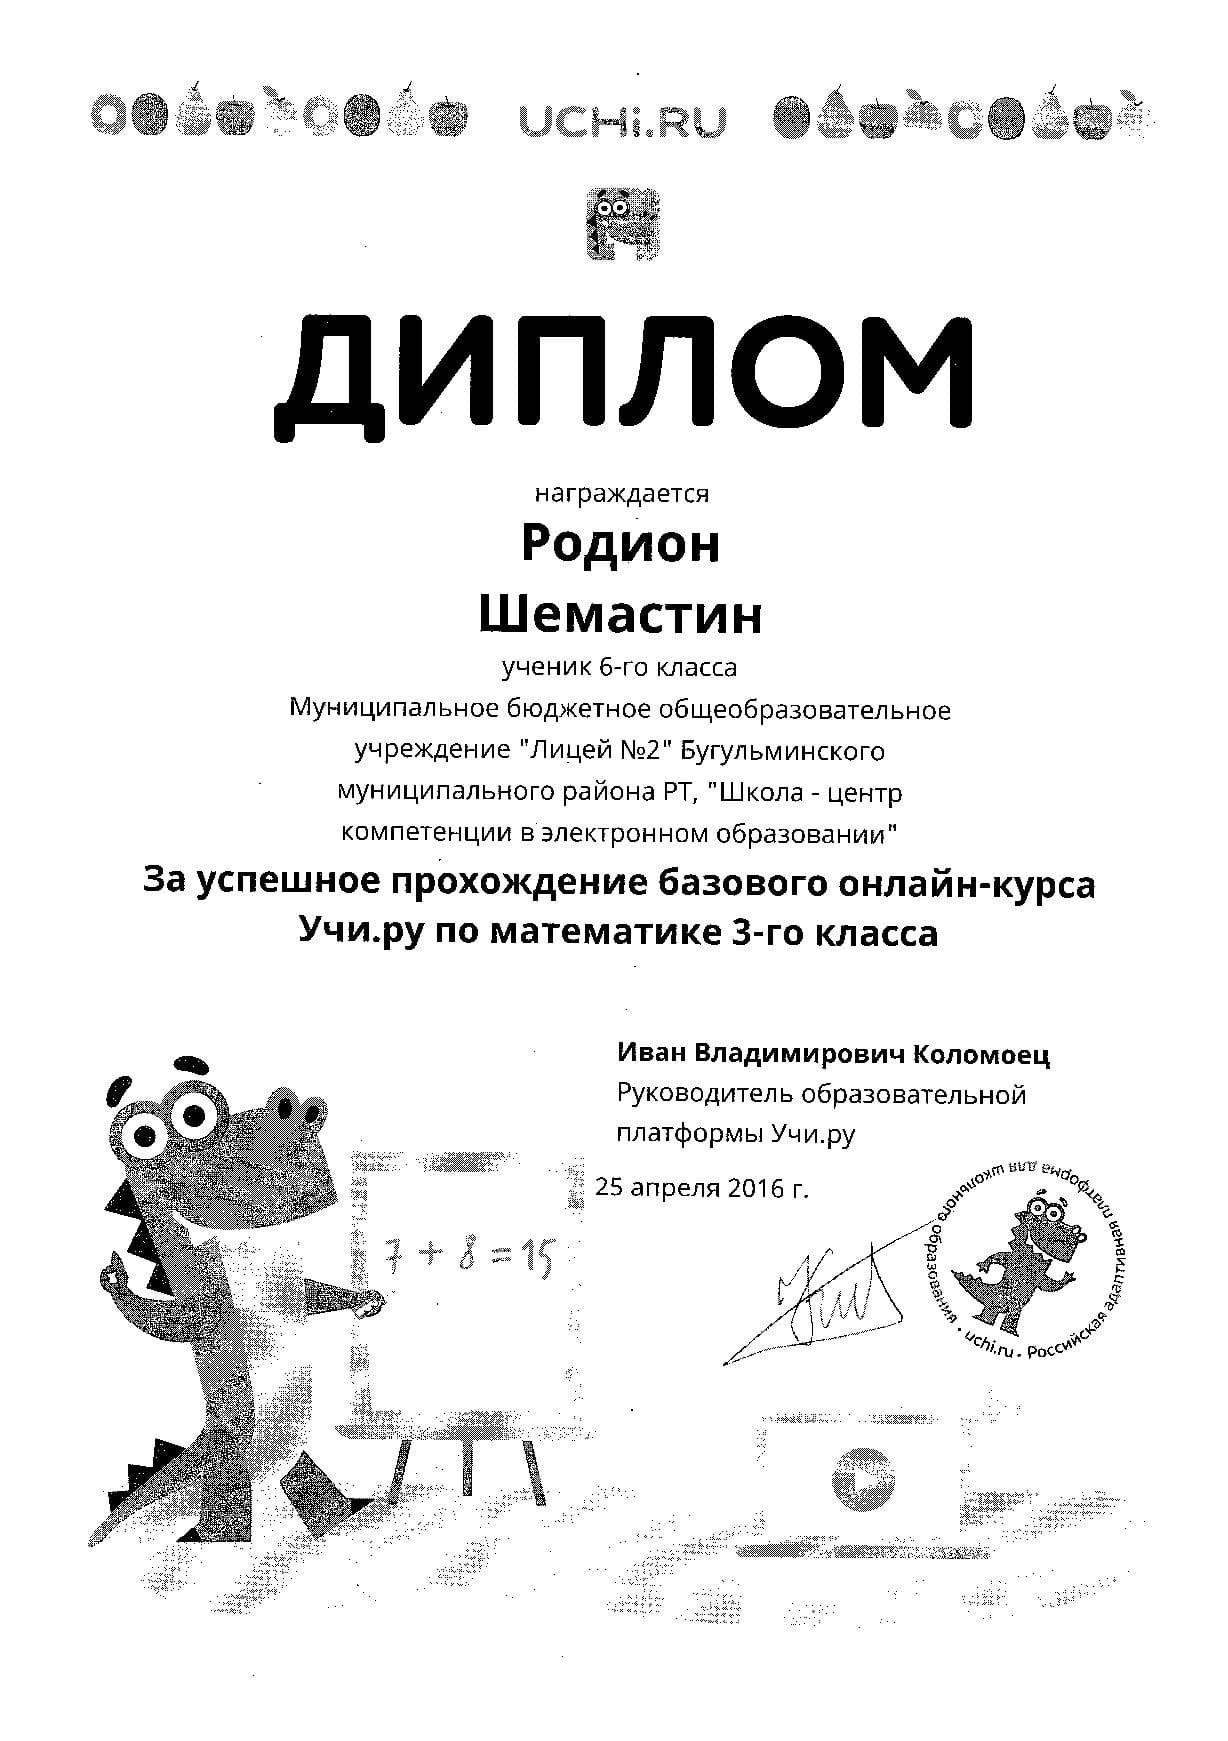 UCHi.RU
ДИПЛОМ
награждается
Родион
Шемастин
ученик 6-го класса
Муниципальное бюджетное общеобразовательное
учреждение "Лицей №2" Бугульминского
муниципального района РТ, "Школа - центр
компетенции в электронном образовании"
За успешное прохождение базового онлайн-курса
Учи.ру по математике 3-го класса
Иван Владимирович Коломоец
Руководитель образовательной
платформы Учи.ру
25 апреля 2016 г.
7 + 8 = 15
uchi.ru • Российская адаптивная платформа для школьного образования •